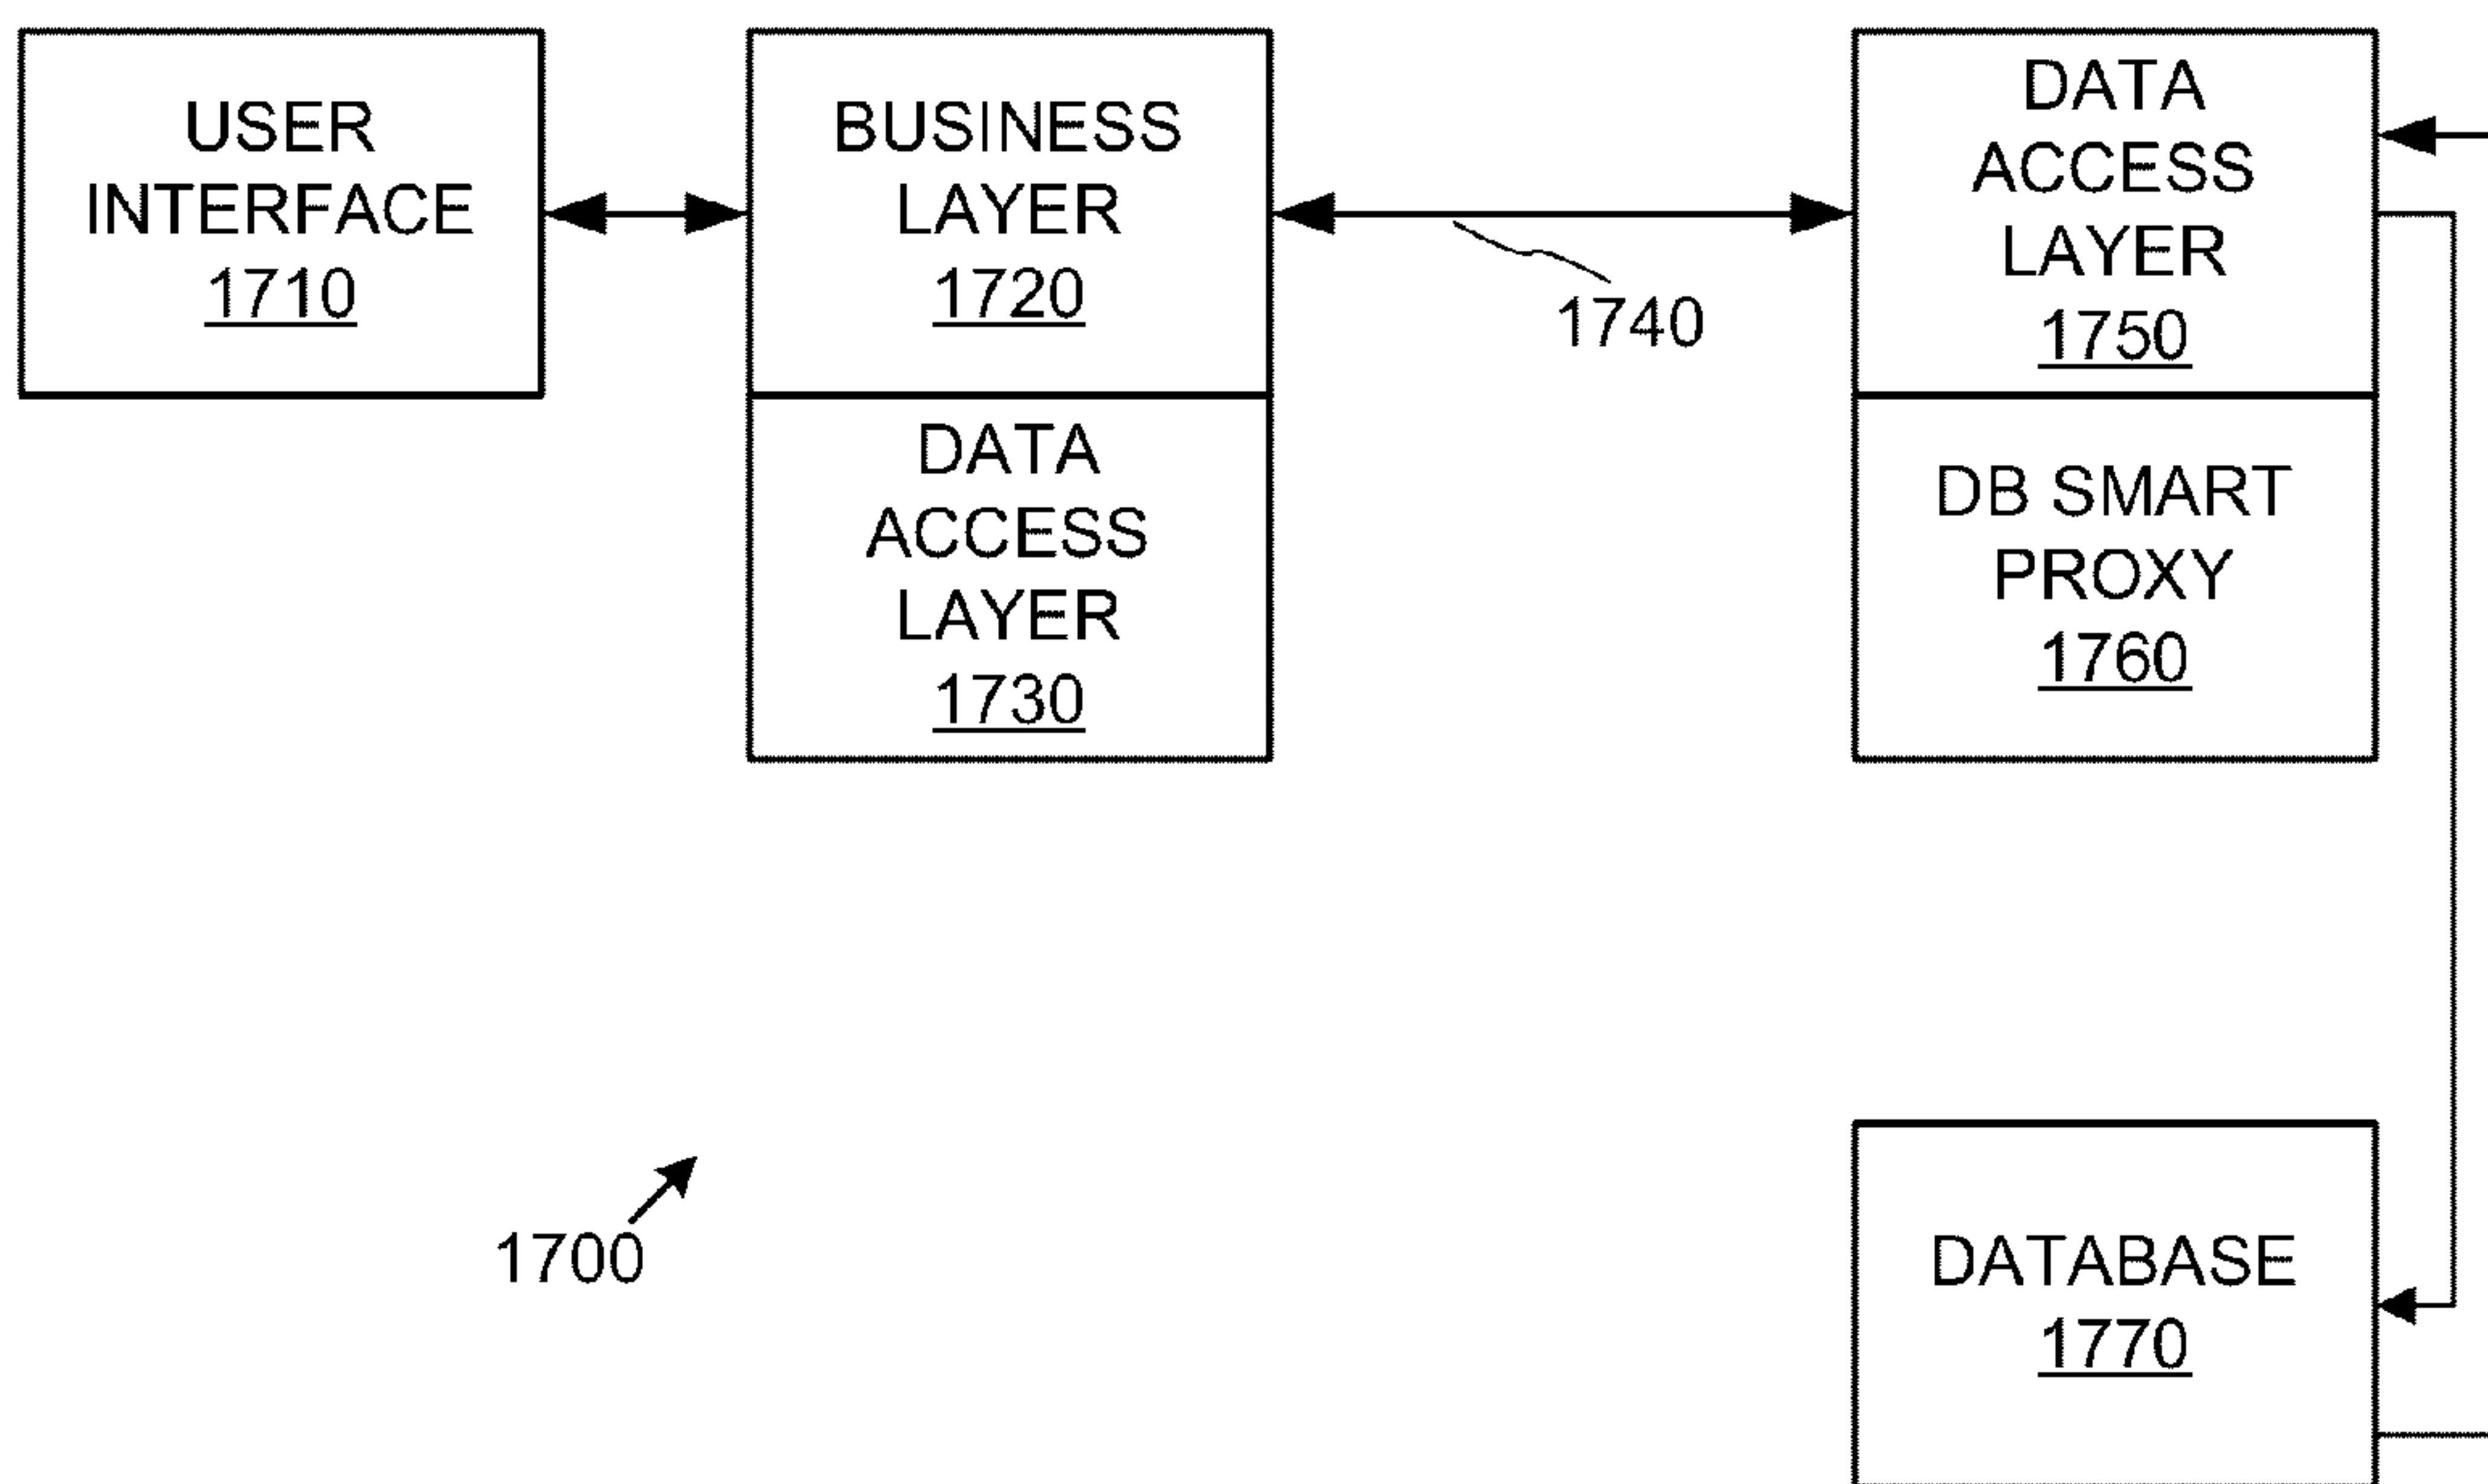 USER
INTERFACE
1710
BUSINESS
LAYER
1720
DATA
ACCESS
LAYER
1730
1740
DATA
ACCESS
LAYER
1750
DB SMART
PROXY
1760
1700
DATABASE
1770